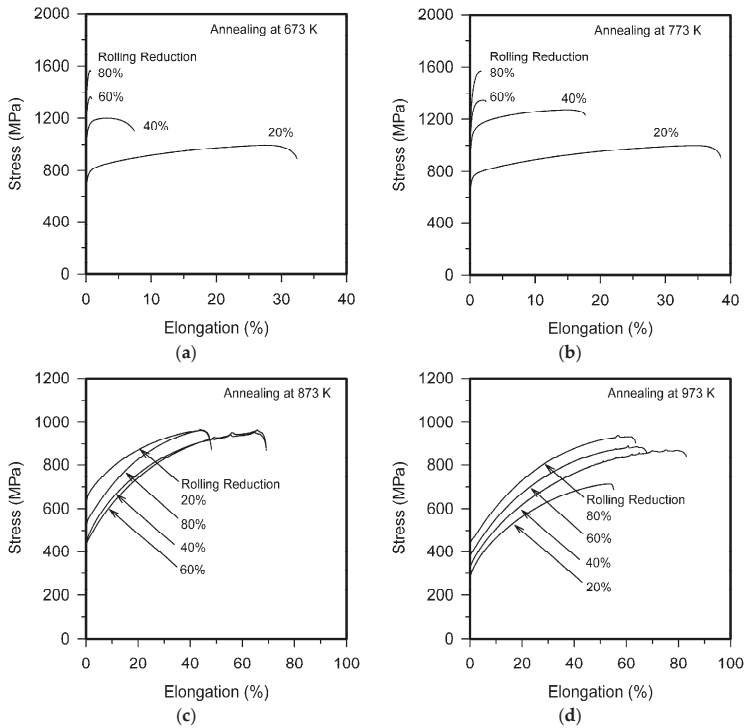 2000
1600
1200
800
400
0
Stress (MPa)
Annealing at 673 K
Rolling Reduction
80%
60%
40%
20%
0 10 20 30 40
Elongation (%)
(a)
2000
1600
1200
800
400
0
Stress (MPa)
Annealing at 773 K
Rolling Reduction
80%
60%
40%
20%
0 10 20 30 40
Elongation (%)
(b)
1200
1000
800
600
400
200
0
Stress (MPa)
Annealing at 873 K
Rolling Reduction
20%
80%
40%
60%
0 20 40 60 80 100
Elongation (%)
(c)
1200
1000
800
600
400
200
0
Stress (MPa)
Annealing at 973 K
Rolling Reduction
80%
60%
40%
20%
0 20 40 60 80 100
Elongation (%)
(d)